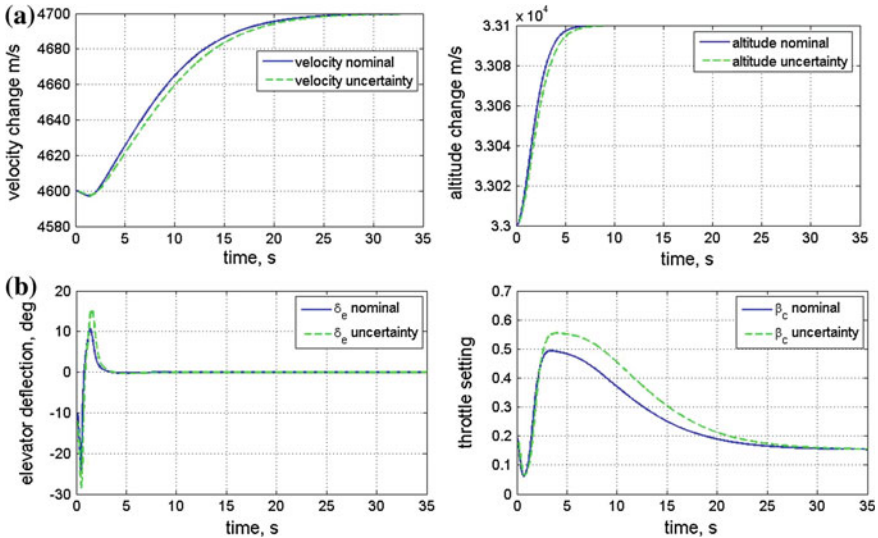 (a)
4700
4680
4660
4640
4620
4600
4580
velocity change m/s
velocity nominal
velocity uncertainty
0 5 10 15 20 25 30 35
time, s
x 10^4
3.31
3.308
3.306
3.304
3.302
3.3
altitude change m/s
altitude nominal
altitude uncertainty
0 5 10 15 20 25 30 35
time, s
(b)
20
10
0
-10
-20
-30
elevator deflection, deg
δe nominal
δe uncertainty
0 5 10 15 20 25 30 35
time, s
0.7
0.6
0.5
0.4
0.3
0.2
0.1
0
throttle setting
βc nominal
βc uncertainty
0 5 10 15 20 25 30 35
time, s